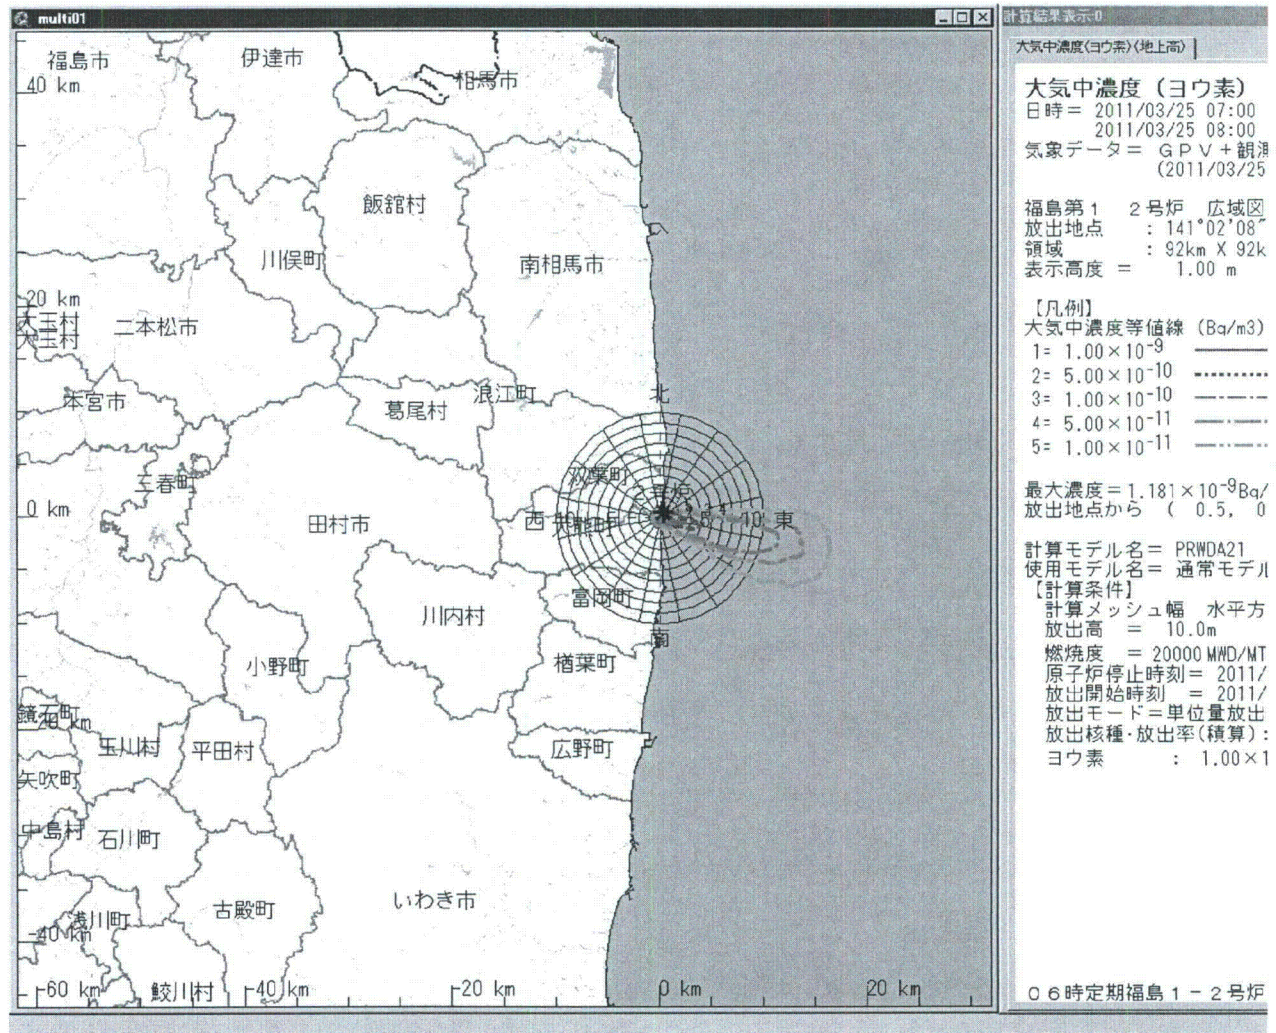 multi01
福島市
伊達市
相馬市
40 km
飯舘村
川俣町
南相馬市
20 km
大玉村
大玉村
二本松市
本宮市
浪江町
葛尾村
北
双葉町
三春町
2号炉
0 km
田村市
西
10
5
5
10
東
富岡町
川内村
南
小野町
楢葉町
鏡石町
-20 km
玉川村
平田村
広野町
矢吹町
中島村
石川町
いわき市
古殿町
浅川町
-40 km
鮫川村
-60 km
-40 km
-20 km
0 km
20 km
計算結果表示:0
大気中濃度(ヨウ素)(地上高)
大気中濃度(ヨウ素)
日時= 2011/03/25 07:00
2011/03/25 08:00
気象データ= GPV+観測
(2011/03/25
福島第1 2号炉 広域図
放出地点 : 141°02'08"
領域 : 92km X 92k
表示高度 = 1.00 m
【凡例】
大気中濃度等値線 (Bq/m3)
1= 1.00×10⁻⁹
2= 5.00×10⁻¹⁰
3= 1.00×10⁻¹⁰
4= 5.00×10⁻¹¹
5= 1.00×10⁻¹¹
最大濃度=1.181×10⁻⁹Bq/
放出地点から ( 0.5, 0
計算モデル名= PRWDA21
使用モデル名= 通常モデル
【計算条件】
計算メッシュ幅 水平方
放出高 = 10.0m
燃焼度 = 20000MWD/MT
原子炉停止時刻= 2011/
放出開始時刻 = 2011/
放出モード=単位量放出
放出核種・放出率(積算):
ヨウ素 : 1.00×1
06時定期福島1-2号炉